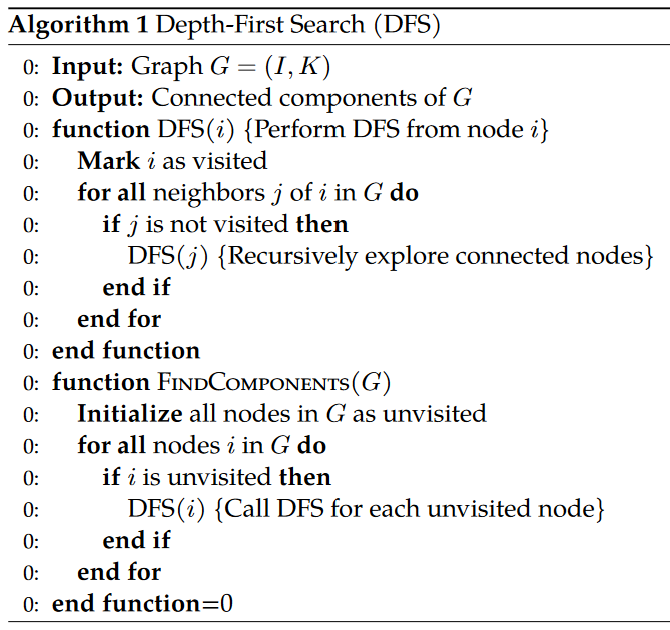 Algorithm 1 Depth-First Search (DFS)
0: Input: Graph G = (I, K)
0: Output: Connected components of G
0: function DFS(i) {Perform DFS from node i}
0: Mark i as visited
0: for all neighbors j of i in G do
0: if j is not visited then
0: DFS(j) {Recursively explore connected nodes}
0: end if
0: end for
0: end function
0: function FINDCOMPONENTS(G)
0: Initialize all nodes in G as unvisited
0: for all nodes i in G do
0: if i is unvisited then
0: DFS(i) {Call DFS for each unvisited node}
0: end if
0: end for
0: end function=0